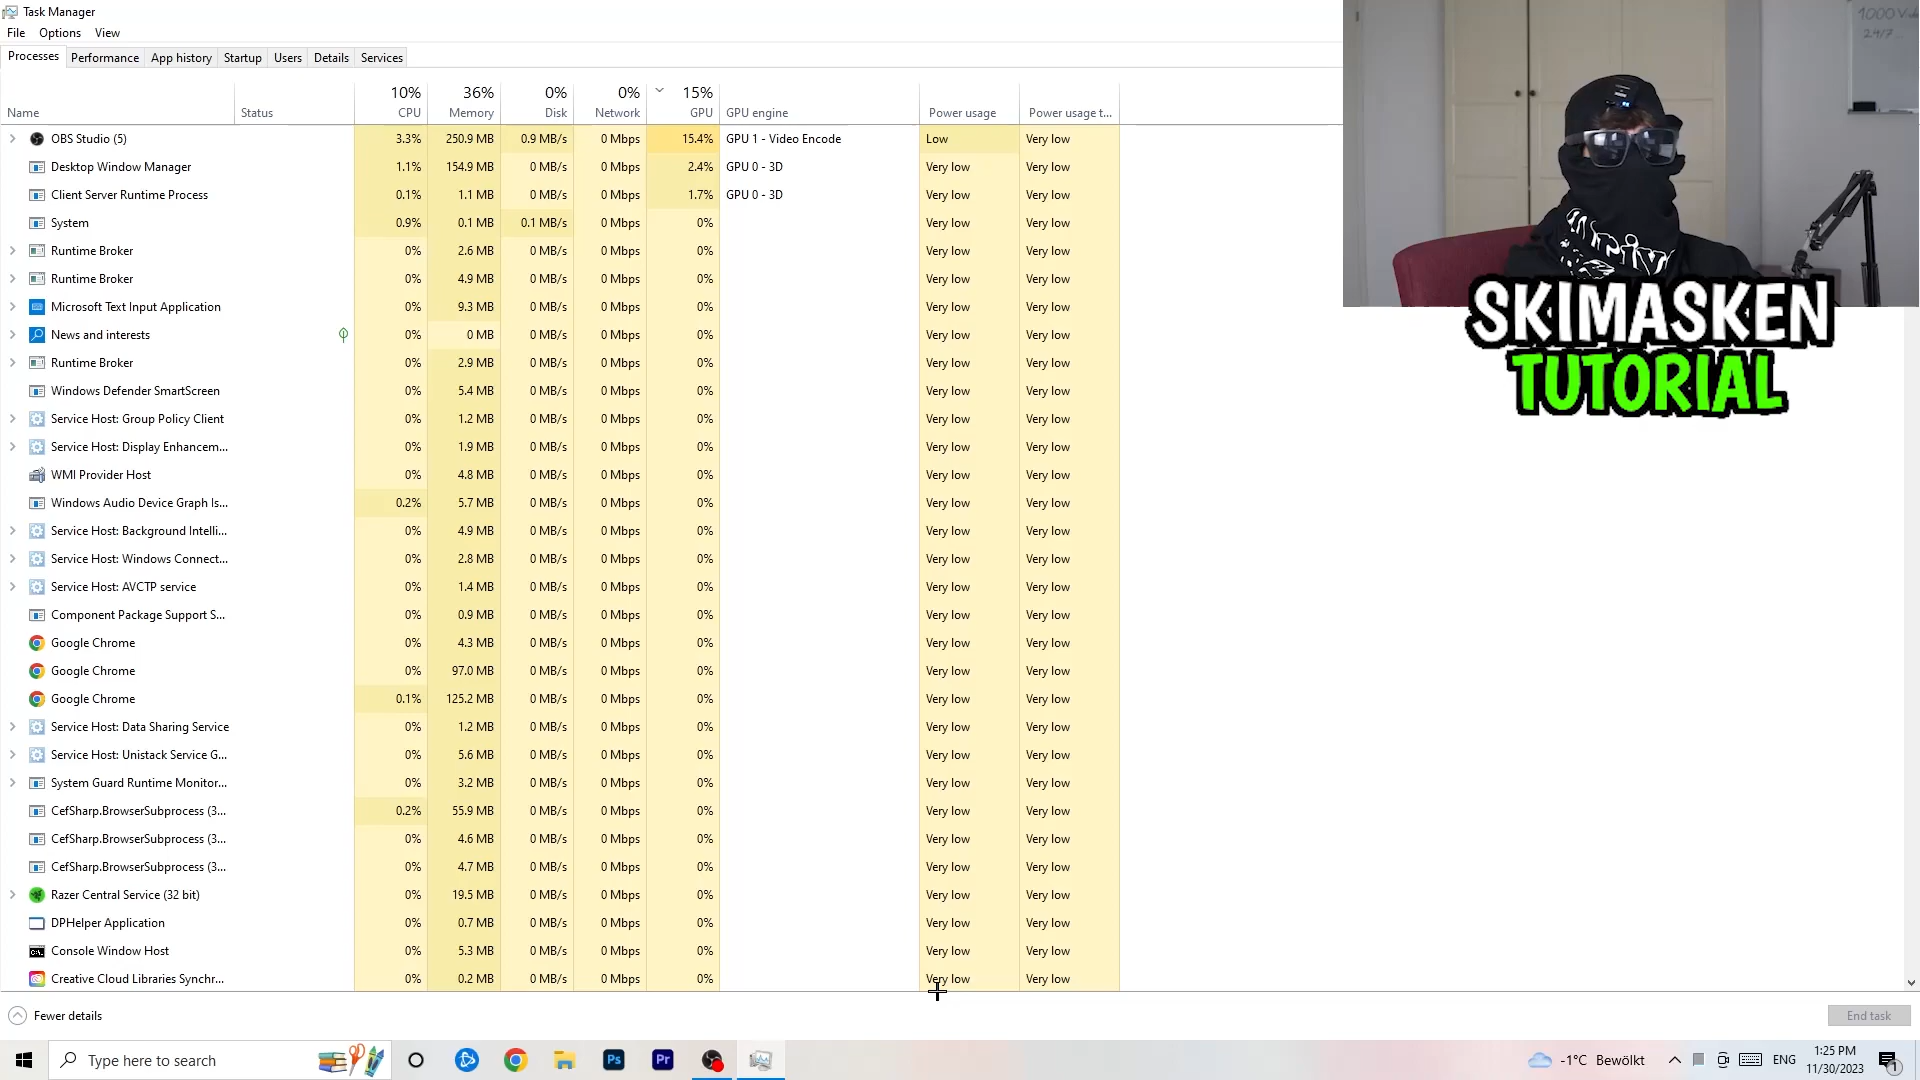 Task Manager
File Options View
Processes Performance App history Startup Users Details Services
10% 36% 0% 0% 15%
Name Status CPU Memory Disk Network GPU GPU engine Power usage Power usage t...
OBS Studio (5) 3.3% 250.9 MB 0.9 MB/s 0 Mbps 15.4% GPU 1 - Video Encode Low Very low
Desktop Window Manager 1.1% 154.9 MB 0 MB/s 0 Mbps 2.4% GPU 0 - 3D Very low Very low
Client Server Runtime Process 0.1% 1.1 MB 0 MB/s 0 Mbps 1.7% GPU 0 - 3D Very low Very low
System 0.9% 0.1 MB 0.1 MB/s 0 Mbps 0% Very low Very low
Runtime Broker 0% 2.6 MB 0 MB/s 0 Mbps 0% Very low Very low
Runtime Broker 0% 4.9 MB 0 MB/s 0 Mbps 0% Very low Very low
Microsoft Text Input Application 0% 9.3 MB 0 MB/s 0 Mbps 0% Very low Very low
News and interests 0% 0 MB 0 MB/s 0 Mbps 0% Very low Very low
Runtime Broker 0% 2.9 MB 0 MB/s 0 Mbps 0% Very low Very low
Windows Defender SmartScreen 0% 5.4 MB 0 MB/s 0 Mbps 0% Very low Very low
Service Host: Group Policy Client 0% 1.2 MB 0 MB/s 0 Mbps 0% Very low Very low
Service Host: Display Enhancem... 0% 1.9 MB 0 MB/s 0 Mbps 0% Very low Very low
WMI Provider Host 0% 4.8 MB 0 MB/s 0 Mbps 0% Very low Very low
Windows Audio Device Graph Is... 0.2% 5.7 MB 0 MB/s 0 Mbps 0% Very low Very low
Service Host: Background Intelli... 0% 4.9 MB 0 MB/s 0 Mbps 0% Very low Very low
Service Host: Windows Connect... 0% 2.8 MB 0 MB/s 0 Mbps 0% Very low Very low
Service Host: AVCTP service 0% 1.4 MB 0 MB/s 0 Mbps 0% Very low Very low
Component Package Support S... 0% 0.9 MB 0 MB/s 0 Mbps 0% Very low Very low
Google Chrome 0% 4.3 MB 0 MB/s 0 Mbps 0% Very low Very low
Google Chrome 0% 97.0 MB 0 MB/s 0 Mbps 0% Very low Very low
Google Chrome 0.1% 125.2 MB 0 MB/s 0 Mbps 0% Very low Very low
Service Host: Data Sharing Service 0% 1.2 MB 0 MB/s 0 Mbps 0% Very low Very low
Service Host: Unistack Service G... 0% 5.6 MB 0 MB/s 0 Mbps 0% Very low Very low
System Guard Runtime Monitor... 0% 3.2 MB 0 MB/s 0 Mbps 0% Very low Very low
CefSharp.BrowserSubprocess (3... 0.2% 55.9 MB 0 MB/s 0 Mbps 0% Very low Very low
CefSharp.BrowserSubprocess (3... 0% 4.6 MB 0 MB/s 0 Mbps 0% Very low Very low
CefSharp.BrowserSubprocess (3... 0% 4.7 MB 0 MB/s 0 Mbps 0% Very low Very low
Razer Central Service (32 bit) 0% 19.5 MB 0 MB/s 0 Mbps 0% Very low Very low
DPHelper Application 0% 0.7 MB 0 MB/s 0 Mbps 0% Very low Very low
Console Window Host 0% 5.3 MB 0 MB/s 0 Mbps 0% Very low Very low
Creative Cloud Libraries Synchr... 0% 0.2 MB 0 MB/s 0 Mbps 0% Very low Very low
Fewer details End task
1000
24/7
SKIMASKEN
TUTORIAL
Type here to search Ps Pr -1°C Bewölkt ENG 1:25 PM
11/30/2023 1